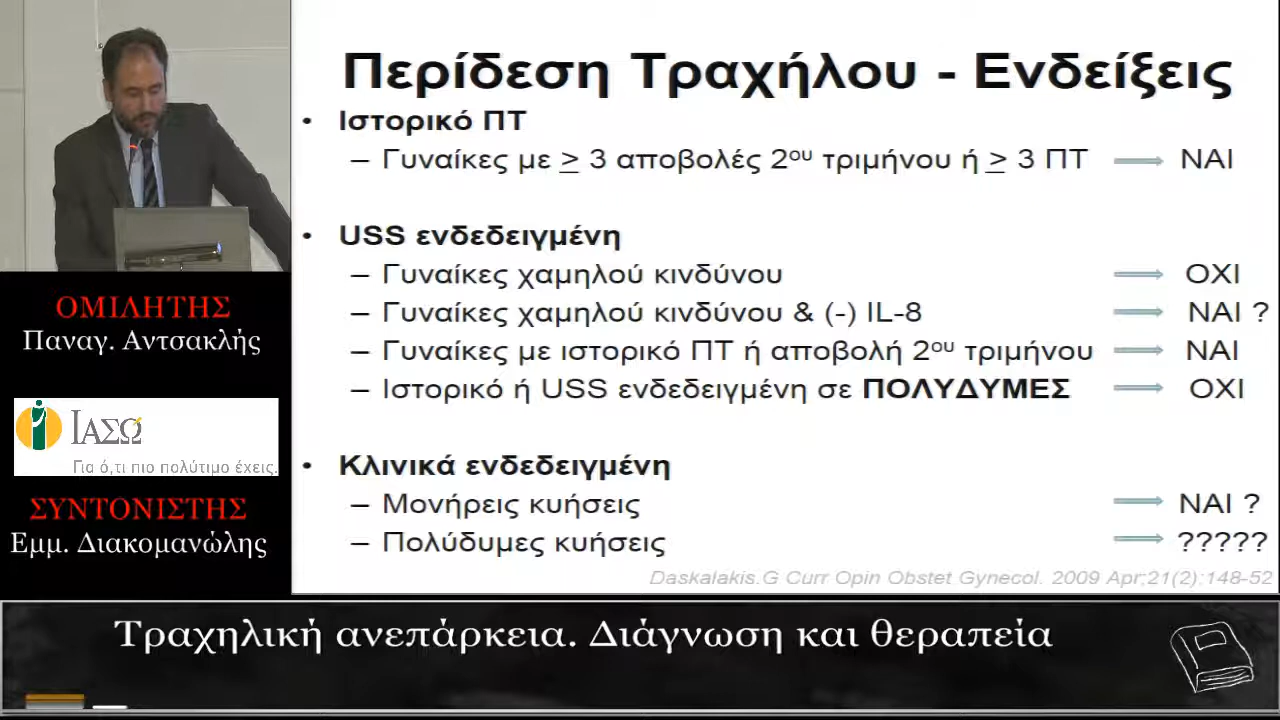 Περίδεση Τραχήλου - Ενδείξεις
• Ιστορικό ΠΤ
– Γυναίκες με ≥ 3 αποβολές 2ου τριμήνου ή ≥ 3 ΠΤ → ΝΑΙ
• USS ενδεδειγμένη
– Γυναίκες χαμηλού κινδύνου → ΟΧΙ
– Γυναίκες χαμηλού κινδύνου & (-) IL-8 → ΝΑΙ ?
– Γυναίκες με ιστορικό ΠΤ ή αποβολή 2ου τριμήνου → ΝΑΙ
– Ιστορικό ή USS ενδεδειγμένη σε ΠΟΛΥΔΥΜΕΣ → ΟΧΙ
• Κλινικά ενδεδειγμένη
– Μονήρεις κυήσεις → ΝΑΙ ?
– Πολύδυμες κυήσεις → ?????
Daskalakis.G Curr Opin Obstet Gynecol. 2009 Apr;21(2):148-52
ΟΜΙΛΗΤΗΣ
Παναγ. Αντσακλής
ΙΑΣΩ
Για ό,τι πιο πολύτιμο έχεις.
ΣΥΝΤΟΝΙΣΤΗΣ
Εμμ. Διακομανώλης
Τραχηλική ανεπάρκεια. Διάγνωση και θεραπεία